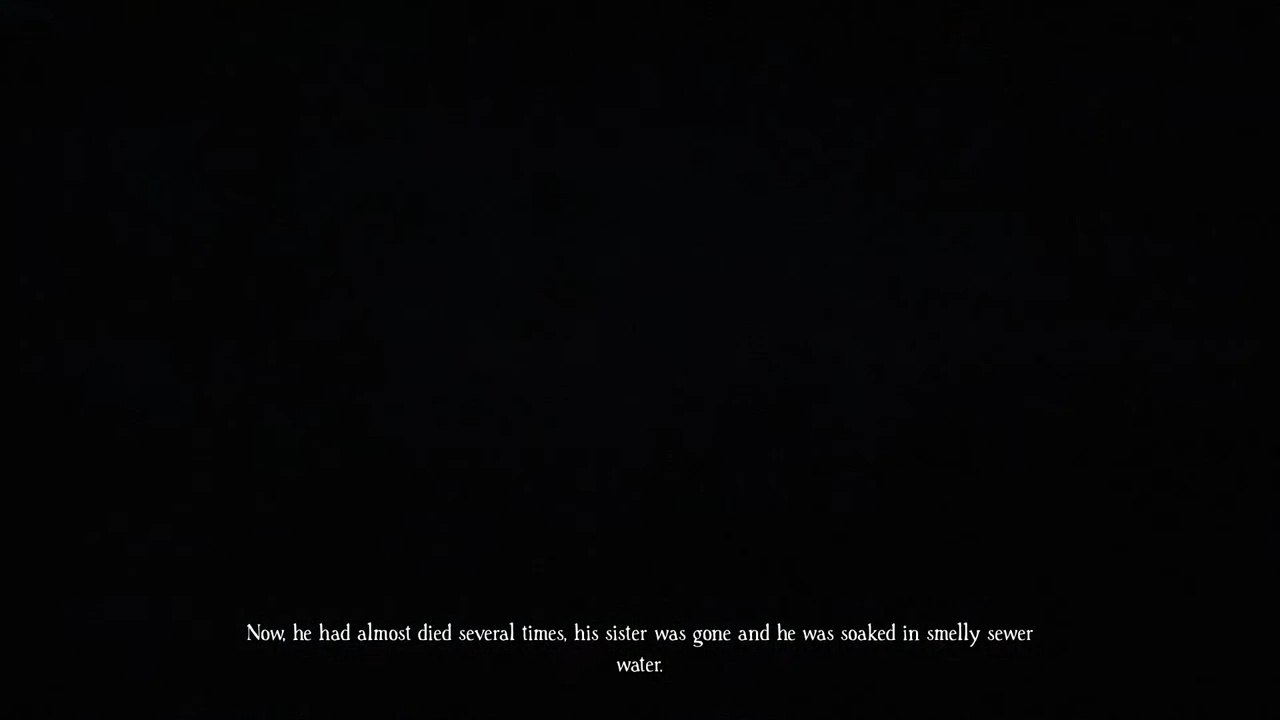 Now, he had almost died several times, his sister was gone and he was soaked in smelly sewer
water.